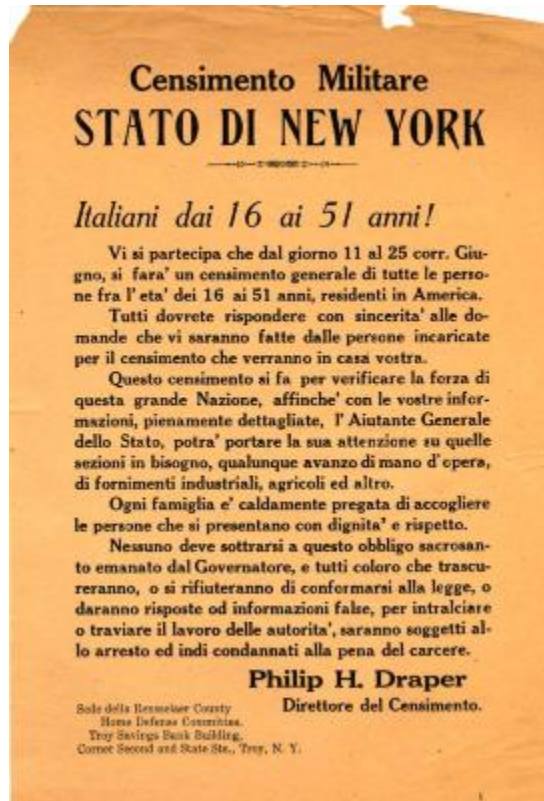 Censimento Militare
STATO DI NEW YORK
Italiani dai 16 ai 51 anni!
Vi si partecipa che dal giorno 11 al 25 corr. Giu-
gno, si fara' un censimento generale di tutte le perso-
ne fra l' eta' dei 16 ai 51 anni, residenti in America.
Tutti dovrete rispondere con sincerita' alle do-
mande che vi saranno fatte dalle persone incaricate
per il censimento che verranno in casa vostra.
Questo censimento si fa per verificare la forza di
questa grande Nazione, affinche' con le vostre infor-
mazioni, pienamente dettagliate, l' Aiutante Generale
dello Stato, potra' portare la sua attenzione su quelle
sezioni in bisogno, qualunque avanzo di mano d' opera,
di fornimenti industriali, agricoli ed altro.
Ogni famiglia e' caldamente pregata di accogliere
le persone che si presentano con dignita' e rispetto.
Nessuno deve sottrarsi a questo obbligo sacrosan-
to emanato dal Governatore, e tutti coloro che trascu-
reranno, o si rifiuteranno di conformarsi alla legge, o
daranno risposte od informazioni false, per intralciare
o traviare il lavoro delle autorita', saranno soggetti al-
lo arresto ed indi condannati alla pena del carcere.
Philip H. Draper
Direttore del Censimento.
Sede della Rensselaer County
Home Defense Committee,
Troy Savings Bank Building,
Corner Second and State Sts., Troy, N. Y.